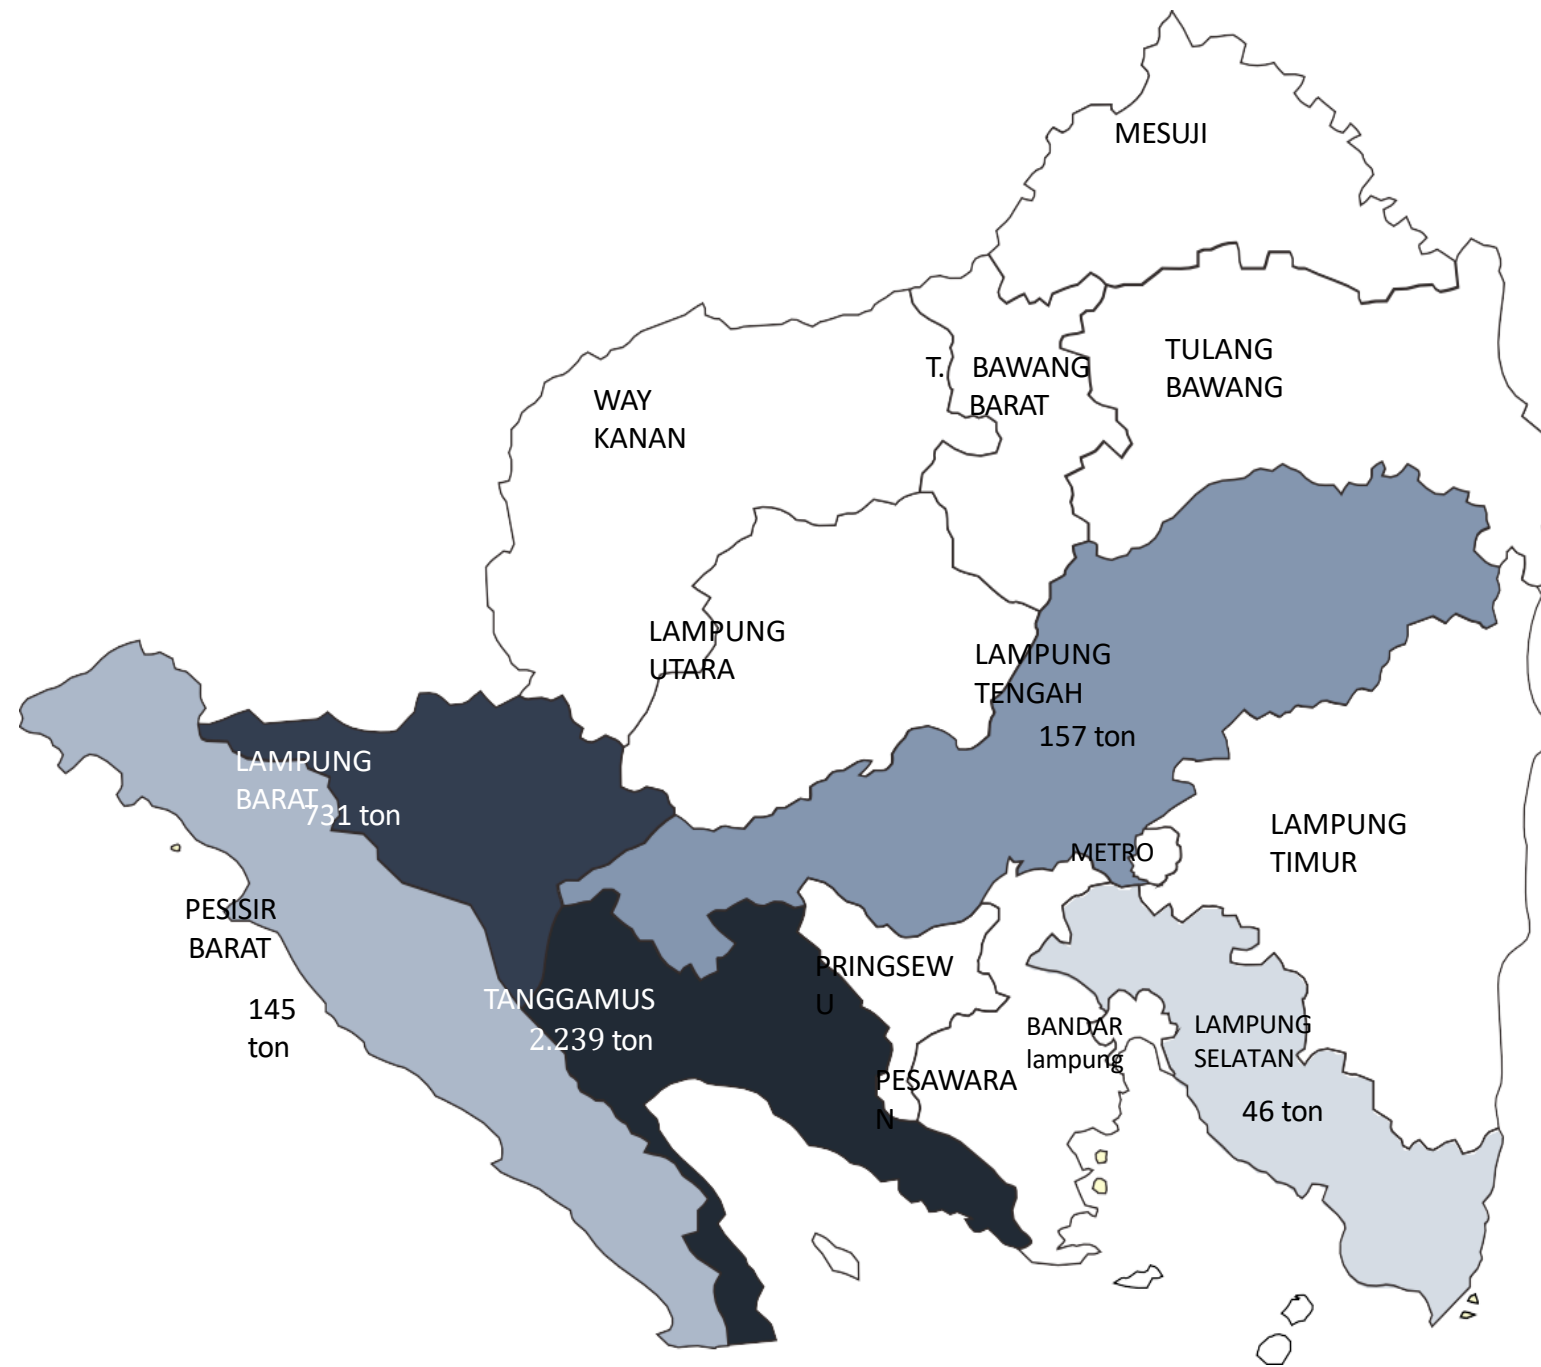 MESUJI
TULANG
BAWANG
T. BAWANG
BARAT
WAY
KANAN
LAMPUNG
UTARA
LAMPUNG
TENGAH
157 ton
LAMPUNG
BARAT
731 ton
LAMPUNG
TIMUR
METRO
PESISIR
BARAT
145
ton
TANGGAMUS
2.239 ton
PRINGSEW
U
BANDAR
lampung
LAMPUNG
SELATAN
46 ton
PESAWARA
N